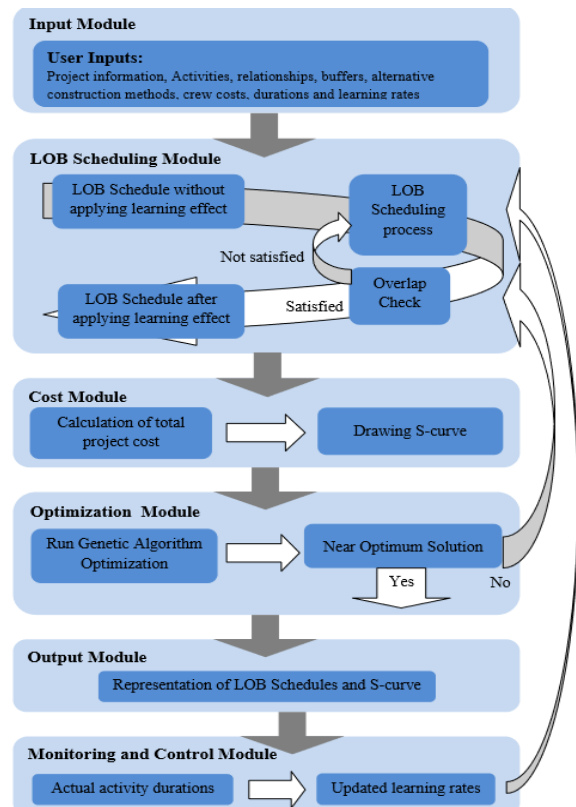 Input Module
User Inputs:
Project information, Activities, relationships, buffers, alternative
construction methods, crew costs, durations and learning rates
LOB Scheduling Module
LOB Schedule without
applying learning effect
LOB
Scheduling
process
Not satisfied
Overlap
Check
Satisfied
LOB Schedule after
applying learning effect
Cost Module
Calculation of total
project cost
Drawing S-curve
Optimization Module
Run Genetic Algorithm
Optimization
Near Optimum Solution
Yes
No
Output Module
Representation of LOB Schedules and S-curve
Monitoring and Control Module
Actual activity durations
Updated learning rates